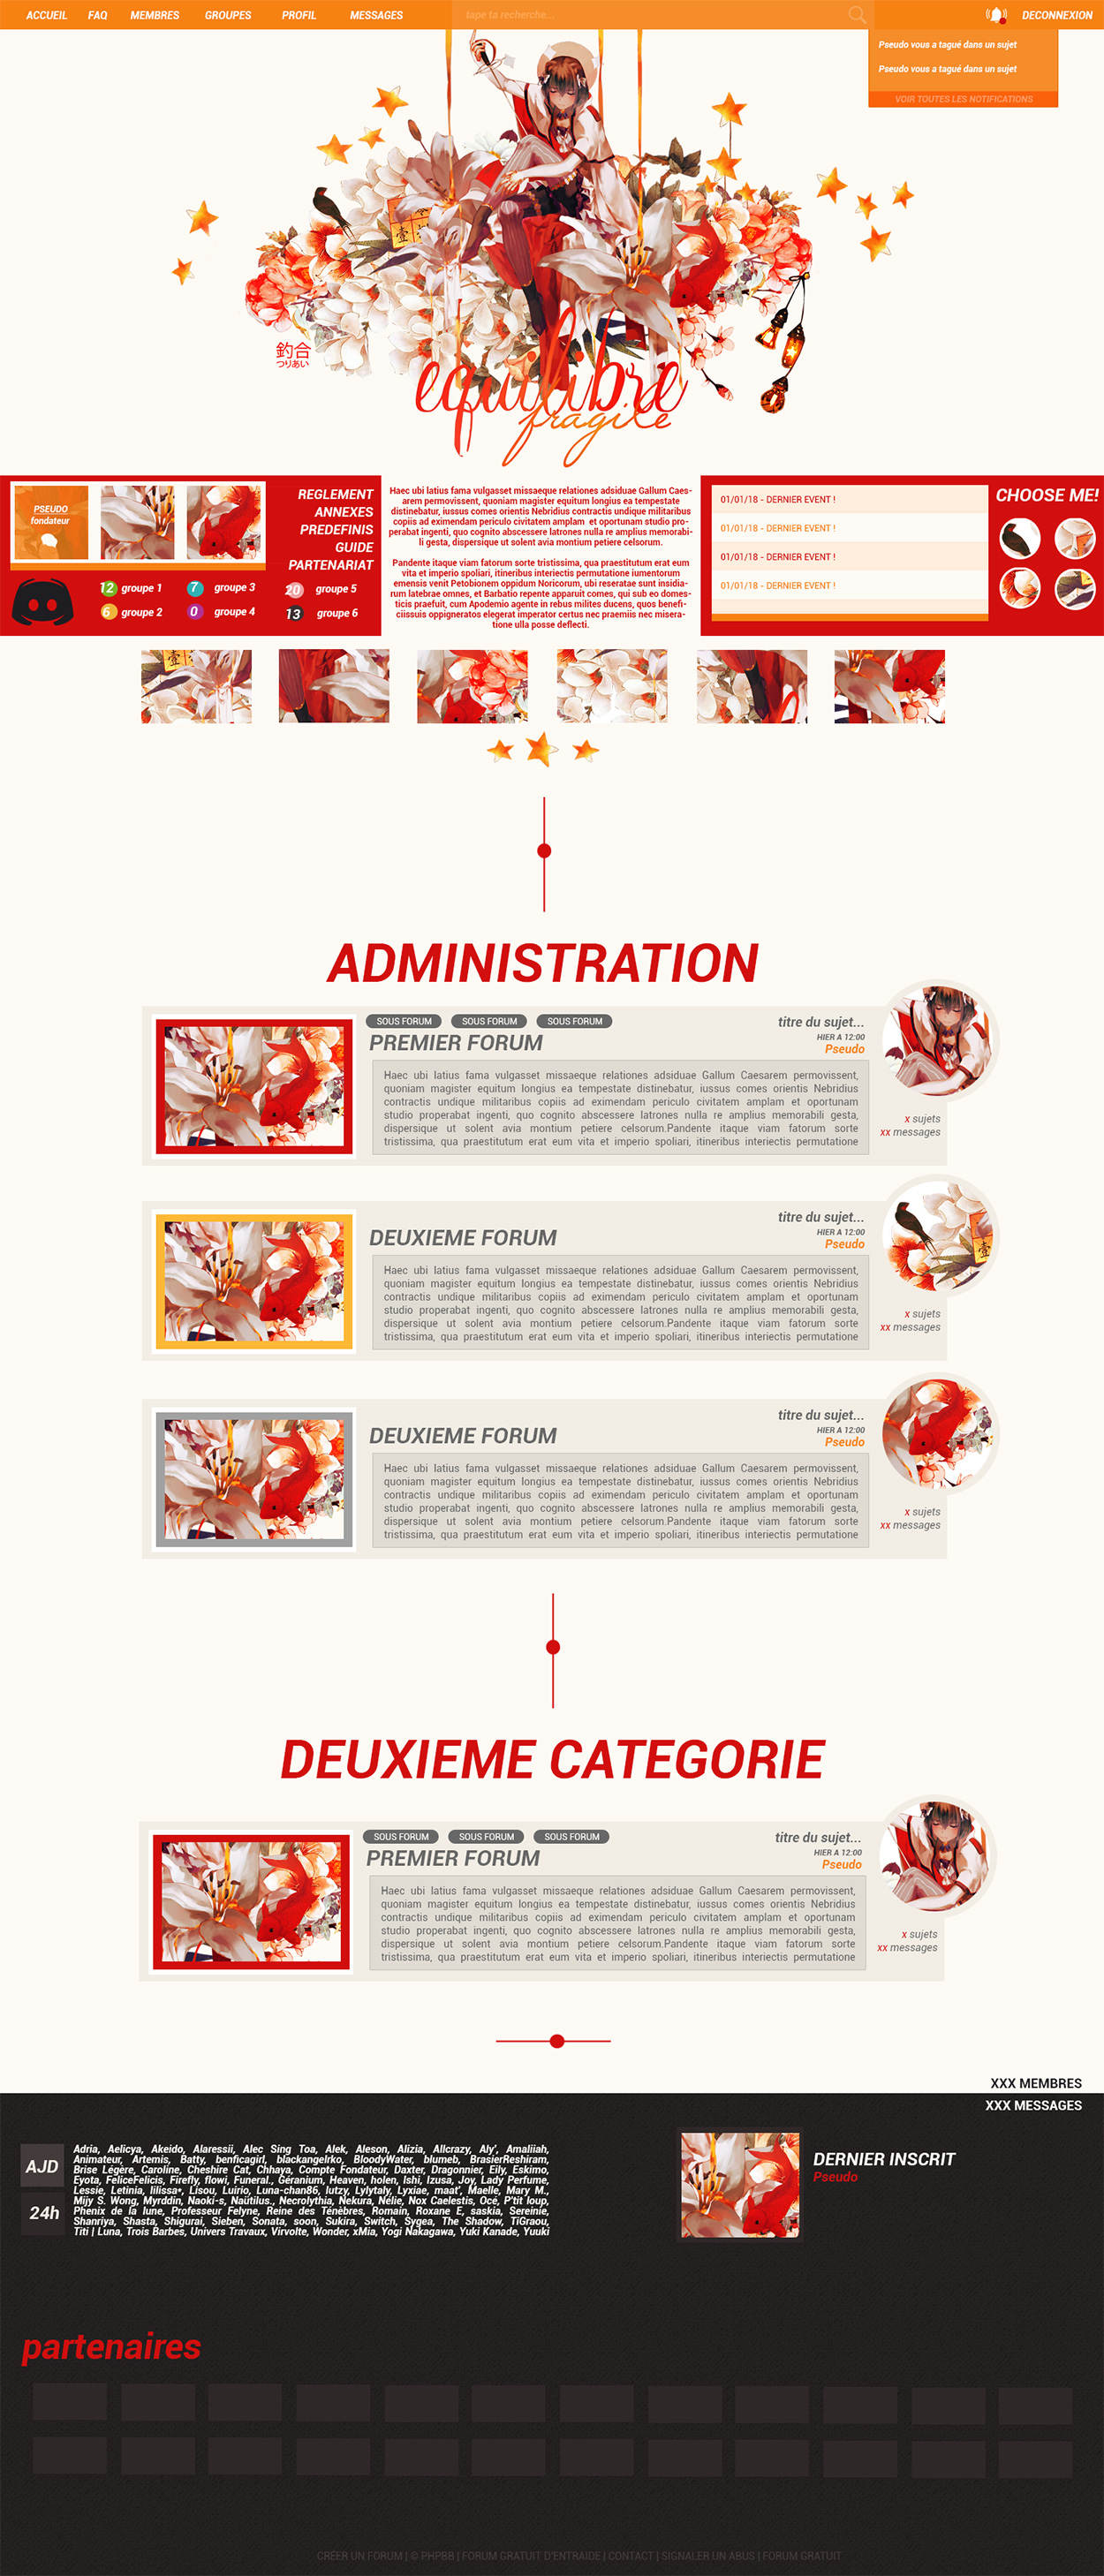 ACCUEIL FAQ MEMBRES GROUPES PROFIL MESSAGES tape ta recherche... DECONNEXION
Pseudo vous a tagué dans un sujet
Pseudo vous a tagué dans un sujet
VOIR TOUTES LES NOTIFICATIONS
釣合
つりあい
equilibre
fragile
PSEUDO
fondateur
REGLEMENT
ANNEXES
PREDEFINIS
GUIDE
PARTENARIAT
12 groupe 1 7 groupe 3 20 groupe 5
6 groupe 2 0 groupe 4 13 groupe 6
Haec ubi latius fama vulgasset missaeque relationes adsiduae Gallum Caes-
arem permovissent, quoniam magister equitum longius ea tempestate
distinebatur, iussus comes orientis Nebridius contractis undique militaribus
copiis ad eximendam periculo civitatem amplam et oportunam studio pro-
perabat ingenti, quo cognito abscessere latrones nulla re amplius memorabi-
li gesta, dispersique ut solent avia montium petiere celsorum.
Pandente itaque viam fatorum sorte tristissima, qua praestitutum erat eum
vita et imperio spoliari, itineribus interiectis permutatione iumentorum
emensis venit Petobionem oppidum Noricorum, ubi reseratae sunt insidia-
rum latebrae omnes, et Barbatio repente apparuit comes, qui sub eo domes-
ticis praefuit, cum Apodemio agente in rebus milites ducens, quos benefi-
ciis suis oppigneratos elegerat imperator certus nec praemiis nec misera-
tione ulla posse deflecti.
01/01/18 - DERNIER EVENT !
01/01/18 - DERNIER EVENT !
01/01/18 - DERNIER EVENT !
01/01/18 - DERNIER EVENT !
CHOOSE ME!
ADMINISTRATION
SOUS FORUM SOUS FORUM SOUS FORUM
PREMIER FORUM
titre du sujet...
HIER A 12:00
Pseudo
Haec ubi latius fama vulgasset missaeque relationes adsiduae Gallum Caesarem permovissent,
quoniam magister equitum longius ea tempestate distinebatur, iussus comes orientis Nebridius
contractis undique militaribus copiis ad eximendam periculo civitatem amplam et oportunam
studio properabat ingenti, quo cognito abscessere latrones nulla re amplius memorabili gesta,
dispersique ut solent avia montium petiere celsorum.Pandente itaque viam fatorum sorte
tristissima, qua praestitutum erat eum vita et imperio spoliari, itineribus interiectis permutatione
x sujets
xx messages
DEUXIEME FORUM
titre du sujet...
HIER A 12:00
Pseudo
Haec ubi latius fama vulgasset missaeque relationes adsiduae Gallum Caesarem permovissent,
quoniam magister equitum longius ea tempestate distinebatur, iussus comes orientis Nebridius
contractis undique militaribus copiis ad eximendam periculo civitatem amplam et oportunam
studio properabat ingenti, quo cognito abscessere latrones nulla re amplius memorabili gesta,
dispersique ut solent avia montium petiere celsorum.Pandente itaque viam fatorum sorte
tristissima, qua praestitutum erat eum vita et imperio spoliari, itineribus interiectis permutatione
x sujets
xx messages
DEUXIEME FORUM
titre du sujet...
HIER A 12:00
Pseudo
Haec ubi latius fama vulgasset missaeque relationes adsiduae Gallum Caesarem permovissent,
quoniam magister equitum longius ea tempestate distinebatur, iussus comes orientis Nebridius
contractis undique militaribus copiis ad eximendam periculo civitatem amplam et oportunam
studio properabat ingenti, quo cognito abscessere latrones nulla re amplius memorabili gesta,
dispersique ut solent avia montium petiere celsorum.Pandente itaque viam fatorum sorte
tristissima, qua praestitutum erat eum vita et imperio spoliari, itineribus interiectis permutatione
x sujets
xx messages
DEUXIEME CATEGORIE
SOUS FORUM SOUS FORUM SOUS FORUM
PREMIER FORUM
titre du sujet...
HIER A 12:00
Pseudo
Haec ubi latius fama vulgasset missaeque relationes adsiduae Gallum Caesarem permovissent,
quoniam magister equitum longius ea tempestate distinebatur, iussus comes orientis Nebridius
contractis undique militaribus copiis ad eximendam periculo civitatem amplam et oportunam
studio properabat ingenti, quo cognito abscessere latrones nulla re amplius memorabili gesta,
dispersique ut solent avia montium petiere celsorum.Pandente itaque viam fatorum sorte
tristissima, qua praestitutum erat eum vita et imperio spoliari, itineribus interiectis permutatione
x sujets
xx messages
XXX MEMBRES
XXX MESSAGES
AJD
24h
Adria, Aelicya, Akeido, Alaressii, Alec Sing Toa, Alek, Aleson, Alizia, Allcrazy, Aly', Amaliiah,
Animateur, Artemis, Batty, benficagirl, blackangelrko, BloodyWater, blumeb, BrasierReshiram,
Brise Légère, Caroline, Cheshire Cat, Chhaya, Compte Fondateur, Daxter, Dragonnier, Eily, Eskimo,
Eyota, FeliceFelicis, Firefly, flowi, Funeral., Géranium, Heaven, holen, Ishi, Izusa, Joy, Lady Perfume,
Lessie, Letinia, lilissa*, Lisou, Luirio, Luna-chan86, lutzy, Lylytaly, Lyxiae, maat', Maelle, Mary M.,
Mijy S. Wong, Myrddin, Naoki-s, Naütilus., Necrolythia, Nekura, Nélie, Nox Caelestis, Océ, P'tit loup,
Phenix de la lune, Professeur Felyne, Reine des Ténèbres, Romain, Roxane E, saskia, Sereinie,
Shanriya, Shasta, Shigurai, Sieben, Sonata, soon, Sukira, Switch, Sygea, The Shadow, TiGraou,
Titi | Luna, Trois Barbes, Univers Travaux, Virvolte, Wonder, xMia, Yogi Nakagawa, Yuki Kanade, Yuuki
DERNIER INSCRIT
Pseudo
partenaires
CRÉER UN FORUM | © PHPBB | FORUM GRATUIT D'ENTRAIDE | CONTACT | SIGNALER UN ABUS | FORUM GRATUIT